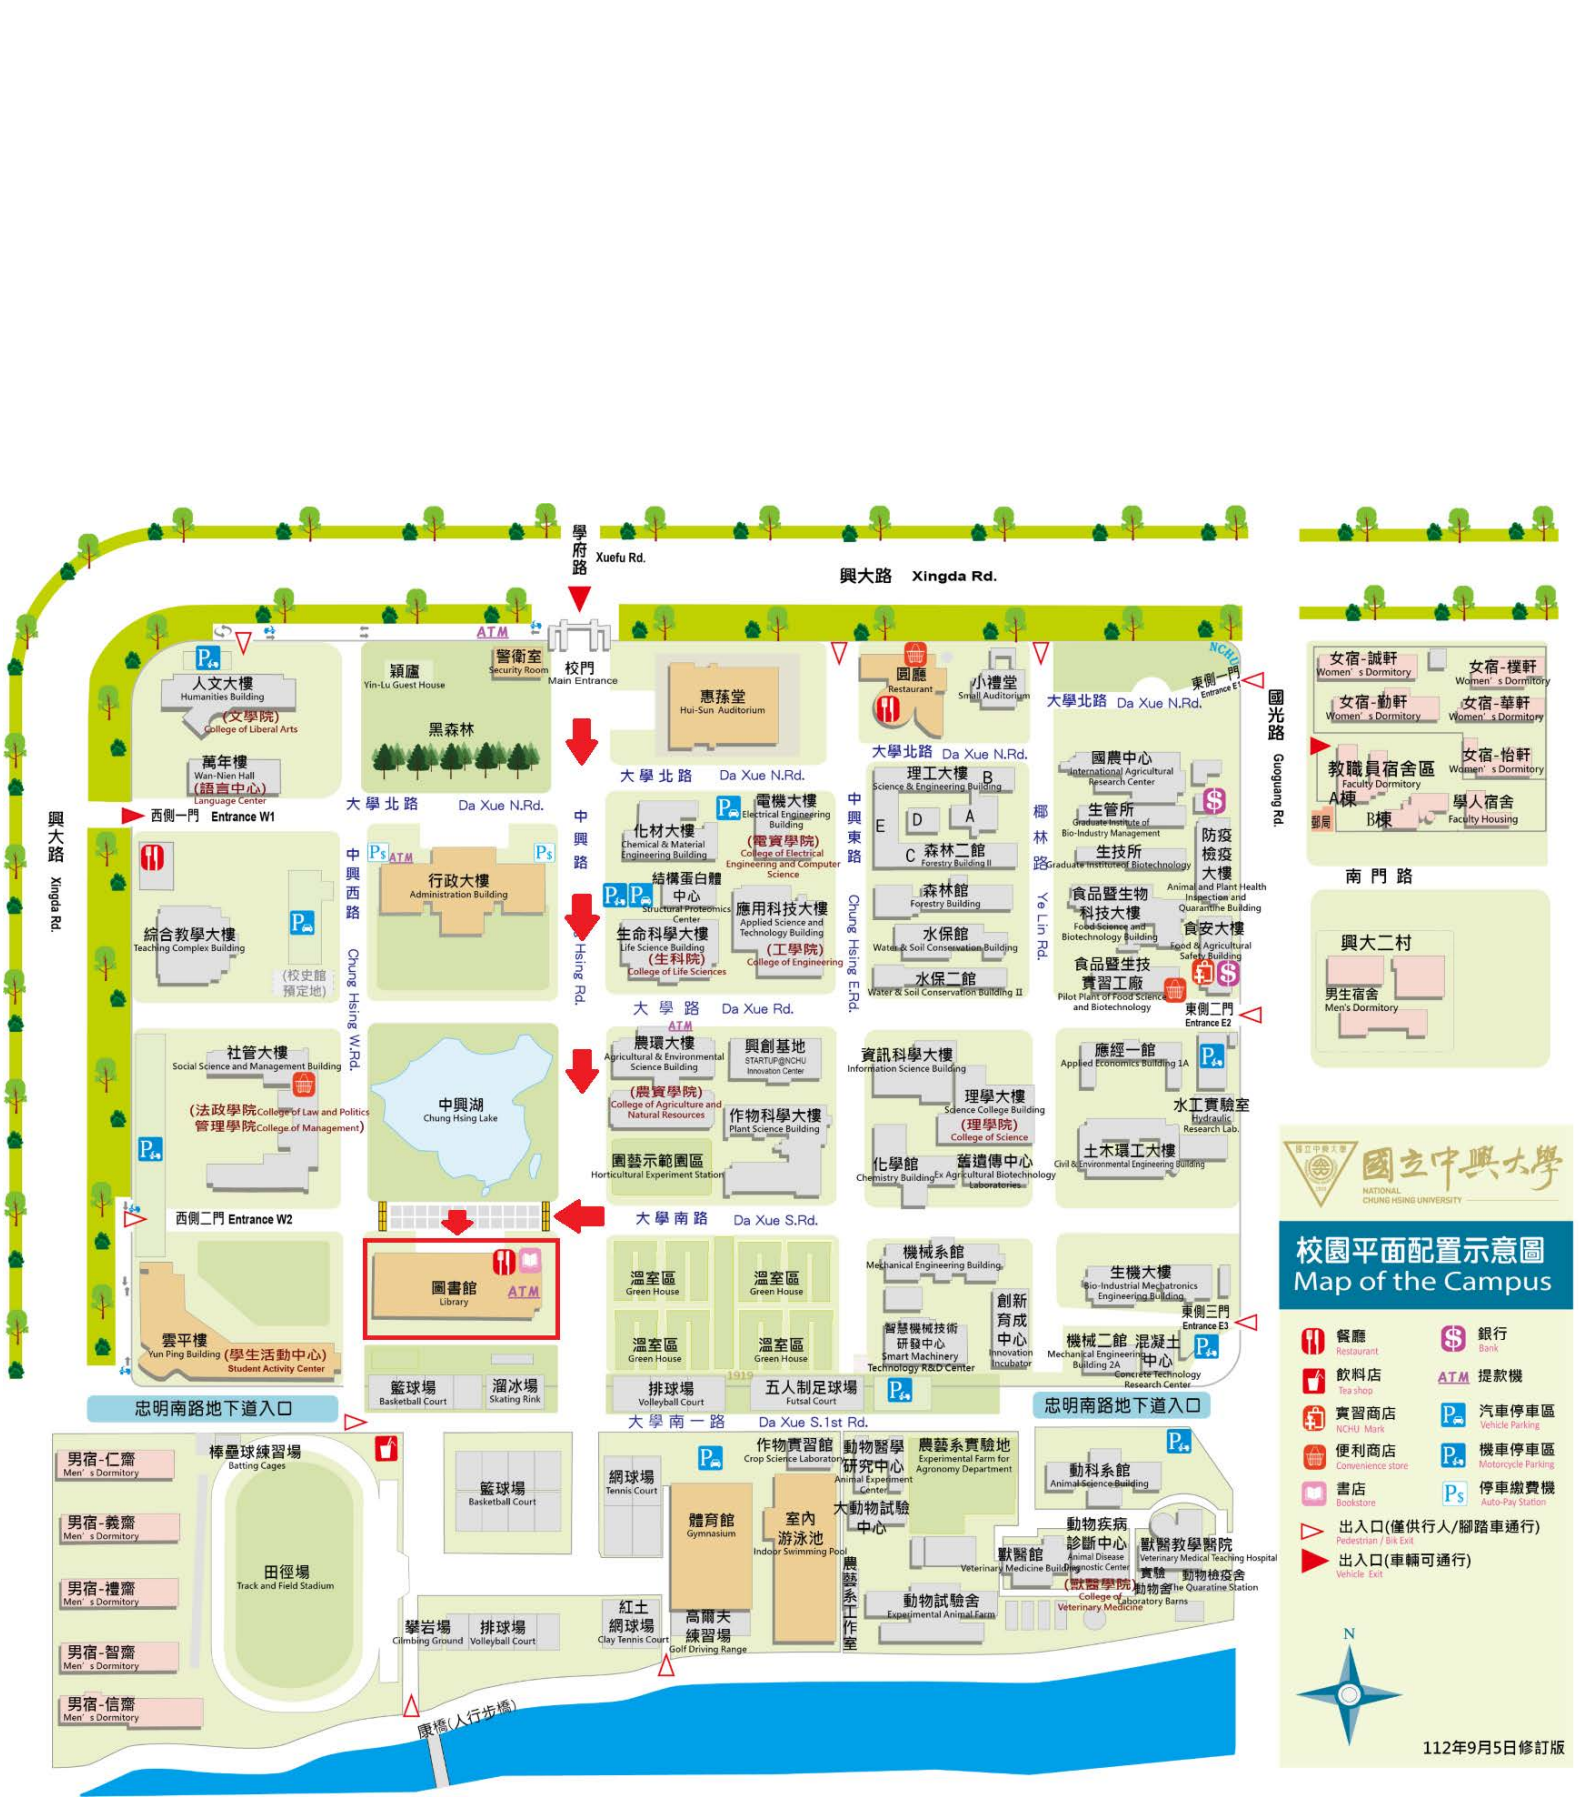 學府路
Xuefu Rd.
興大路 Xingda Rd.
ATM
校門
Main Entrance
警衛室
Security Room
穎廬
Yin-Lu Guest House
黑森林
人文大樓
Humanities Building
(文學院)
College of Liberal Arts
萬年樓
Wan-Nien Hall
(語言中心)
Language Center
西側一門 Entrance W1
興大路 Xingda Rd.
惠蓀堂
Hui-Sun Auditorium
圓廳
Restaurant
小禮堂
Small Auditorium
NCHU
東側一門
Entrance E1
國光路 Guoguang Rd.
大學北路 Da Xue N.Rd.
大學北路 Da Xue N.Rd.
大學北路 Da Xue N.Rd.
大學北路 Da Xue N.Rd.
女宿-誠軒
Women's Dormitory
女宿-樸軒
Women's Dormitory
女宿-勤軒
Women's Dormitory
女宿-華軒
Women's Dormitory
女宿-怡軒
Women's Dormitory
教職員宿舍區
Faculty Dormitory
A棟
B棟
郵局
學人宿舍
Faculty Housing
南門路
興大二村
男生宿舍
Men's Dormitory
中興路
Hsing Rd.
中興西路 Chung Hsing W.Rd.
中興東路 Chung Hsing E.Rd.
椰林路 Ye Lin Rd.
綜合教學大樓
Teaching Complex Building
(校史館
預定地)
ATM
行政大樓
Administration Building
化材大樓
Chemical & Material
Engineering Building
電機大樓
Electrical Engineering
Building
(電資學院)
College of Electrical
Engineering and Computer
Science
結構蛋白體
中心
Structural Proteomics
Center
應用科技大樓
Applied Science and
Technology Building
(工學院)
College of Engineering
生命科學大樓
Life Science Building
(生科院)
College of Life Sciences
理工大樓 B
Science & Engineering Building
A
D
E
C
森林二館
Forestry Building II
森林館
Forestry Building
水保館
Water & Soil Conservation Building
水保二館
Water & Soil Conservation Building II
國農中心
International Agricultural
Research Center
生管所
Graduate Institute of
Bio-Industry Management
生技所
Graduate Institute of Biotechnology
防疫
檢疫
大樓
Animal and Plant Health
Inspection and
Quarantine Building
食品暨生物
科技大樓
Food Science and
Biotechnology Building
食安大樓
Food & Agricultural
Safety Building
食品暨生技
實習工廠
Pilot Plant of Food Science
and Biotechnology
東側二門
Entrance E2
大學路 Da Xue Rd.
社管大樓
Social Science and Management Building
(法政學院College of Law and Politics
管理學院College of Management)
中興湖
Chung Hsing Lake
ATM
農環大樓
Agricultural & Environmental
Science Building
(農資學院)
College of Agriculture and
Natural Resources
興創基地
STARTUP@NCHU
Innovation Center
作物科學大樓
Plant Science Building
園藝示範園區
Horticultural Experiment Station
資訊科學大樓
Information Science Building
理學大樓
Science College Building
(理學院)
College of Science
化學館
Chemistry Building
舊遺傳中心
Ex Agricultural Biotechnology
Laboratories
應經一館
Applied Economics Building 1A
水工實驗室
Hydraulic
Research Lab.
土木環工大樓
Civil & Environmental Engineering Building
西側二門 Entrance W2
大學南路 Da Xue S.Rd.
雲平樓
Yun Ping Building
(學生活動中心)
Student Activity Center
圖書館
Library
ATM
溫室區
Green House
溫室區
Green House
溫室區
Green House
溫室區
Green House
1919
機械系館
Mechanical Engineering Building
智慧機械技術
研發中心
Smart Machinery
Technology R&D Center
創新
育成
中心
Innovation
Incubator
生機大樓
Bio-Industrial Mechatronics
Engineering Building
東側三門
Entrance E3
機械二館
Mechanical Engineering
Building 2A
混凝土
中心
Concrete Technology
Research Center
籃球場
Basketball Court
溜冰場
Skating Rink
排球場
Volleyball Court
五人制足球場
Futsal Court
忠明南路地下道入口
忠明南路地下道入口
大學南一路 Da Xue S.1st Rd.
男宿-仁齋
Men's Dormitory
男宿-義齋
Men's Dormitory
男宿-禮齋
Men's Dormitory
男宿-智齋
Men's Dormitory
男宿-信齋
Men's Dormitory
棒壘球練習場
Batting Cages
田徑場
Track and Field Stadium
籃球場
Basketball Court
攀岩場
Cilmbing Ground
排球場
Volleyball Court
網球場
Tennis Court
紅土
網球場
Clay Tennis Court
體育館
Gymnasium
高爾夫
練習場
Golf Driving Range
作物實習館
Crop Science Laboratory
室內
游泳池
Indoor Swimming Pool
動物醫學
研究中心
Animal Experiment
Center
大動物試驗
中心
農藝系實驗地
Experimental Farm for
Agronomy Department
農藝系工作室
動物試驗舍
Experimental Animal Farm
動科系館
Animal Science Building
獸醫館
Veterinary Medicine Building
動物疾病
診斷中心
Animal Disease
Diagnostic Center
(獸醫學院)
College of
Veterinary Medicine
獸醫教學醫院
Veterinary Medical Teaching Hospital
實驗
動物舍
Laboratory Barns
動物檢疫舍
The Quaratine Station
康橋(人行步橋)
國立中興大學
NATIONAL
CHUNG HSING UNIVERSITY
校園平面配置示意圖
Map of the Campus
餐廳
Restaurant
銀行
Bank
飲料店
Tea shop
ATM 提款機
實習商店
NCHU Mark
汽車停車區
Vehicle Parking
便利商店
Convenience store
機車停車區
Motorcycle Parking
書店
Bookstore
停車繳費機
Auto-Pay Station
出入口(僅供行人/腳踏車通行)
Pedestrian / Bik Exit
出入口(車輛可通行)
Vehicle Exit
N
112年9月5日修訂版